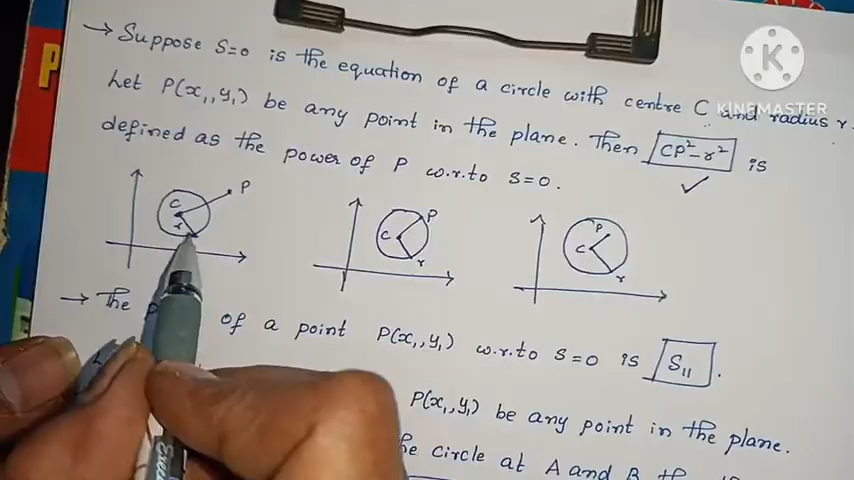 → Suppose S=0 is the equation of a circle with centre C and radius r.
Let P(x₁,y₁) be any point in the plane. Then CP²-r² is
defined as the power of P w.r.to S=0.
C P r
C P r
C P r
→ The of a point P(x₁,y₁) w.r.to S=0 is S₁₁.
P(x₁,y₁) be any point in the plane.
the circle at A and B
KINEMASTER